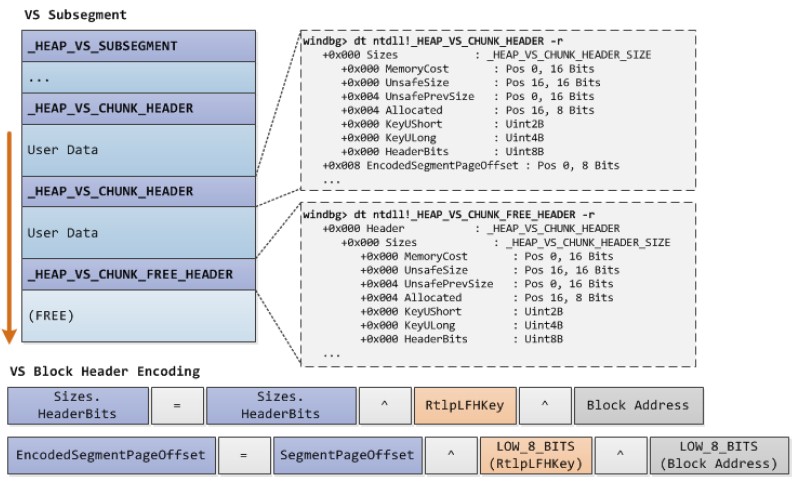 VS Subsegment
_HEAP_VS_SUBSEGMENT
...
_HEAP_VS_CHUNK_HEADER
User Data
_HEAP_VS_CHUNK_HEADER
User Data
_HEAP_VS_CHUNK_FREE_HEADER
(FREE)
windbg> dt ntdll!_HEAP_VS_CHUNK_HEADER -r
+0x000 Sizes : _HEAP_VS_CHUNK_HEADER_SIZE
+0x000 MemoryCost : Pos 0, 16 Bits
+0x000 UnsafeSize : Pos 16, 16 Bits
+0x004 UnsafePrevSize : Pos 0, 16 Bits
+0x004 Allocated : Pos 16, 8 Bits
+0x000 KeyUShort : Uint2B
+0x000 KeyULong : Uint4B
+0x000 HeaderBits : Uint8B
+0x008 EncodedSegmentPageOffset : Pos 0, 8 Bits
...
windbg> dt ntdll!_HEAP_VS_CHUNK_FREE_HEADER -r
+0x000 Header : _HEAP_VS_CHUNK_HEADER
+0x000 Sizes : _HEAP_VS_CHUNK_HEADER_SIZE
+0x000 MemoryCost : Pos 0, 16 Bits
+0x000 UnsafeSize : Pos 16, 16 Bits
+0x004 UnsafePrevSize : Pos 0, 16 Bits
+0x004 Allocated : Pos 16, 8 Bits
+0x000 KeyUShort : Uint2B
+0x000 KeyULong : Uint4B
+0x000 HeaderBits : Uint8B
...
VS Block Header Encoding
Sizes.
HeaderBits
=
Sizes.
HeaderBits
^
RtlpLFHKey
^
Block Address
EncodedSegmentPageOffset
=
SegmentPageOffset
^
LOW_8_BITS
(RtlpLFHKey)
^
LOW_8_BITS
(Block Address)